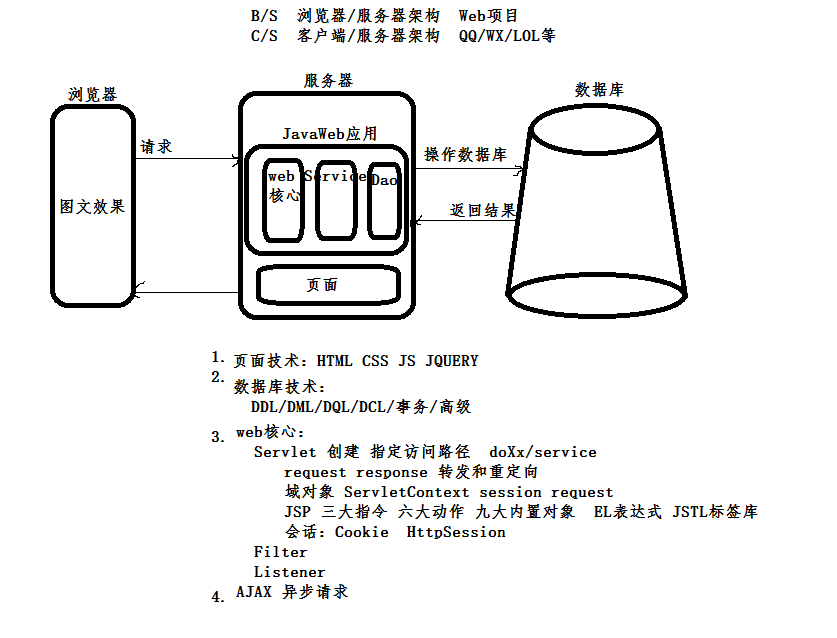 B/S 浏览器/服务器架构 Web项目
C/S 客户端/服务器架构 QQ/WX/LOL等
服务器
浏览器
数据库
JavaWeb应用
请求
操作数据库
web Service Dao
核心
图文效果
返回结果
页面
1. 页面技术: HTML CSS JS JQUERY
2. 数据库技术:
DDL/DML/DQL/DCL/事务/高级
3. web核心:
Servlet 创建 指定访问路径 doXx/service
request response 转发和重定向
域对象 ServletContext session request
JSP 三大指令 六大动作 九大内置对象 EL表达式 JSTL标签库
会话: Cookie HttpSession
Filter
Listener
4. AJAX 异步请求